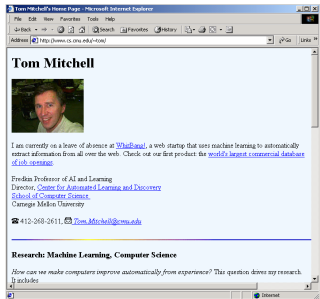 Tom Mitchell's Home Page - Microsoft Internet Explorer
File Edit View Favorites Tools Help
Back Search Favorites History
Address http://www.cs.cmu.edu/~tom/ Go Links »
Tom Mitchell
I am currently on a leave of absence at WhizBang!, a web startup that uses machine learning to automatically
extract information from all over the web. Check out our first product: the world's largest commercial database
of job openings.
Fredkin Professor of AI and Learning
Director, Center for Automated Learning and Discovery
School of Computer Science
Carnegie Mellon University
412-268-2611, Tom.Mitchell@cmu.edu
Research: Machine Learning, Computer Science
How can we make computers improve automatically from experience? This question drives my research.
It includes
Internet